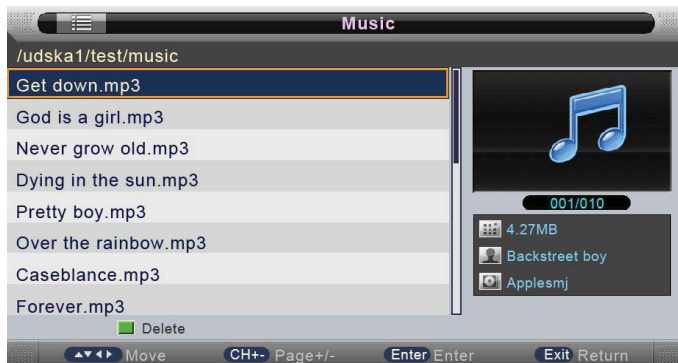 Music
/udska1/test/music
Get down.mp3
God is a girl.mp3
Never grow old.mp3
Dying in the sun.mp3
Pretty boy.mp3
Over the rainbow.mp3
Caseblance.mp3
Forever.mp3
001/010
4.27MB
Backstreet boy
Applesmj
Delete
Move CH+- Page+/- Enter Enter Exit Return